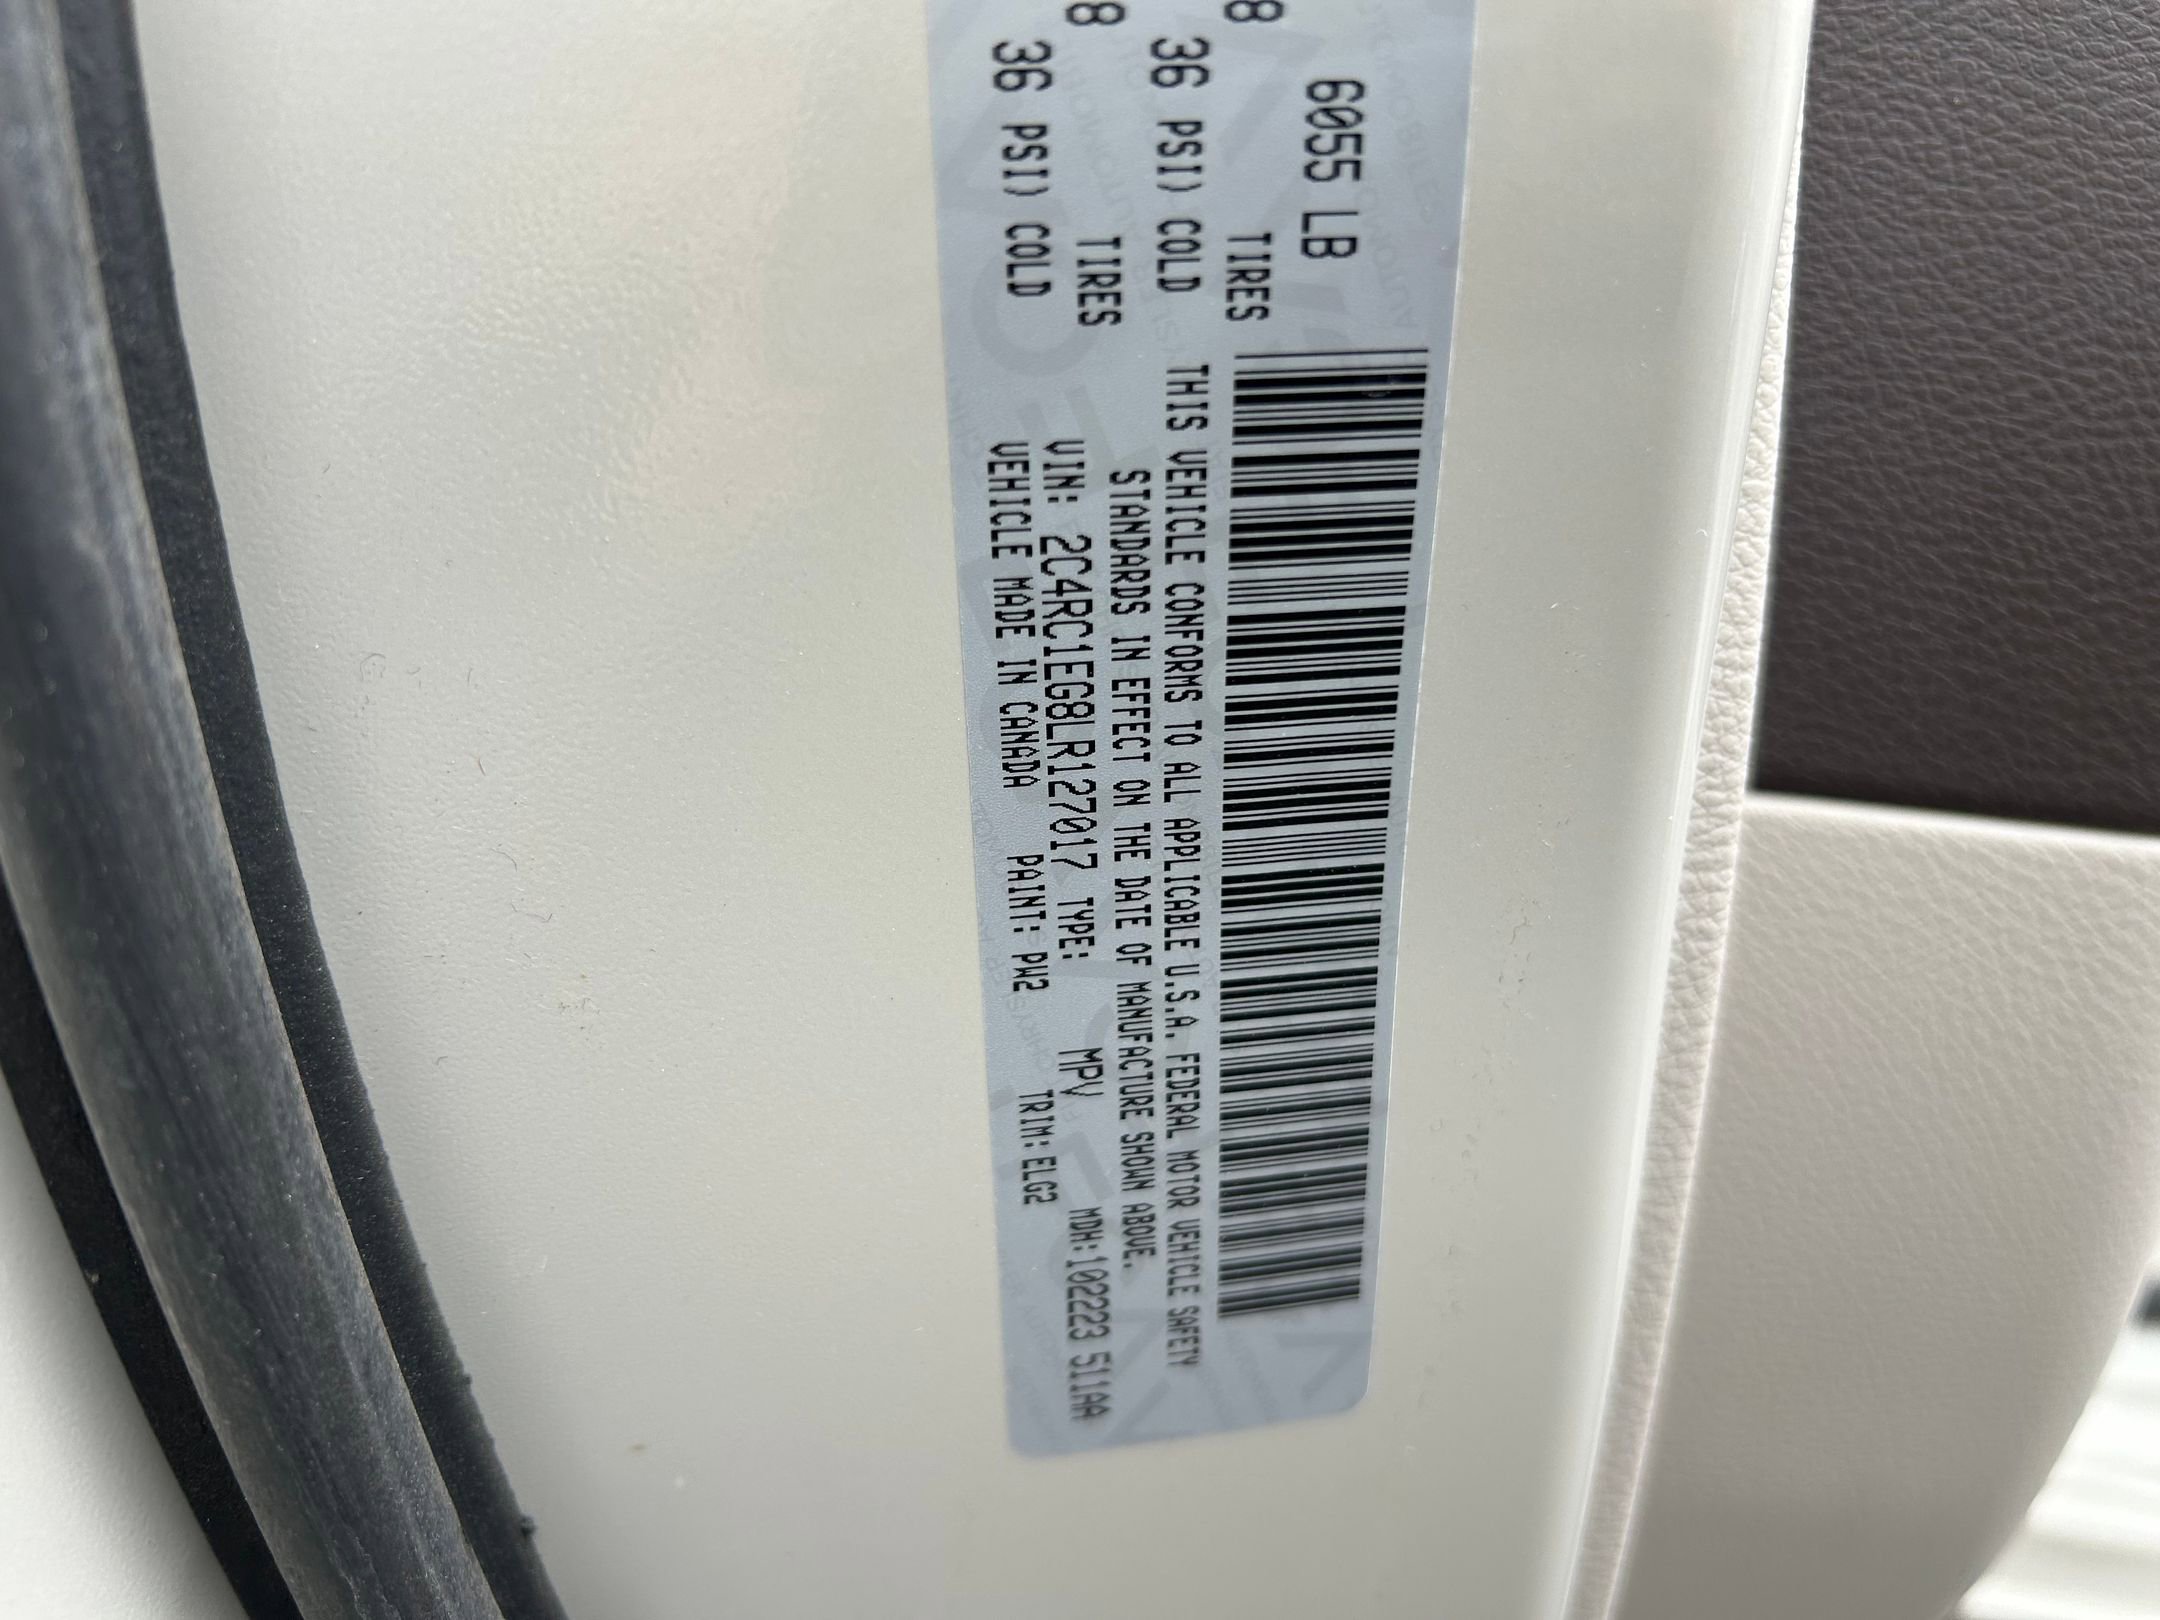 6055 LB
8 TIRES
36 PSI) COLD
8 TIRES
36 PSI) COLD
THIS VEHICLE CONFORMS TO ALL APPLICABLE U.S.A. FEDERAL MOTOR VEHICLE SAFETY
STANDARDS IN EFFECT ON THE DATE OF MANUFACTURE SHOWN ABOVE.
VIN: 2C4RC1EG8LR127017 TYPE: MPV MDH:102223 511AA
VEHICLE MADE IN CANADA PAINT: PW2 TRIM: ELG2